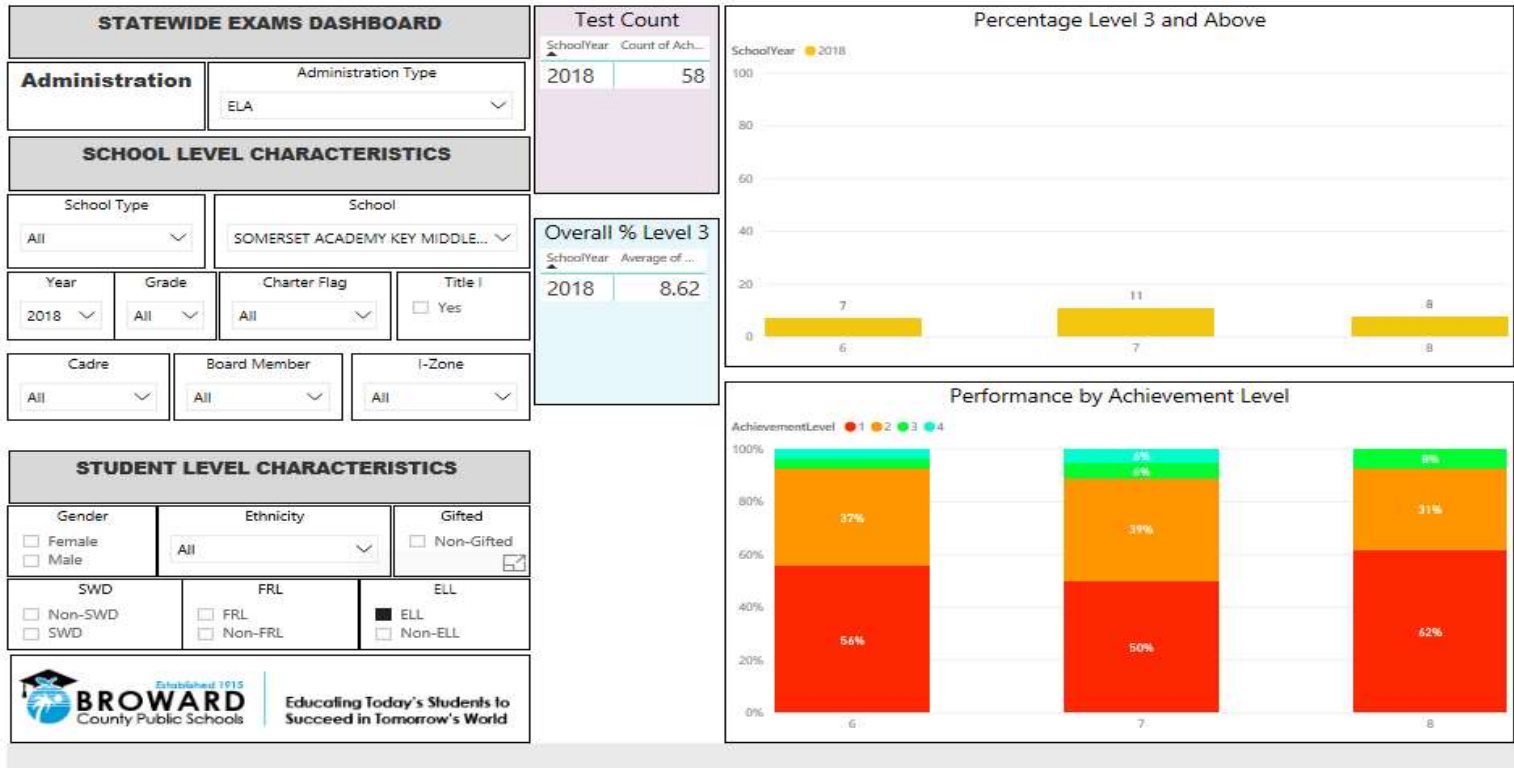 STATEWIDE EXAMS DASHBOARD
Administration
Administration Type
ELA
SCHOOL LEVEL CHARACTERISTICS
School Type
All
School
SOMERSET ACADEMY KEY MIDDLE...
Year
2018
Grade
All
Charter Flag
All
Title I
Yes
Cadre
All
Board Member
All
I-Zone
All
STUDENT LEVEL CHARACTERISTICS
Gender
Female
Male
Ethnicity
All
Gifted
Non-Gifted
SWD
Non-SWD
SWD
FRL
FRL
Non-FRL
ELL
ELL
Non-ELL
Established 1915
BROWARD
County Public Schools
Educating Today's Students to
Succeed in Tomorrow's World
Test Count
SchoolYear Count of Ach...
2018 58
Overall % Level 3
SchoolYear Average of ...
2018 8.62
Percentage Level 3 and Above
SchoolYear 2018
100
80
60
40
20
0
7 11 8
6 7 8
Performance by Achievement Level
AchievementLevel 1 2 3 4
100%
80%
60%
40%
20%
0%
37%
56%
6%
6%
39%
50%
8%
31%
62%
6 7 8